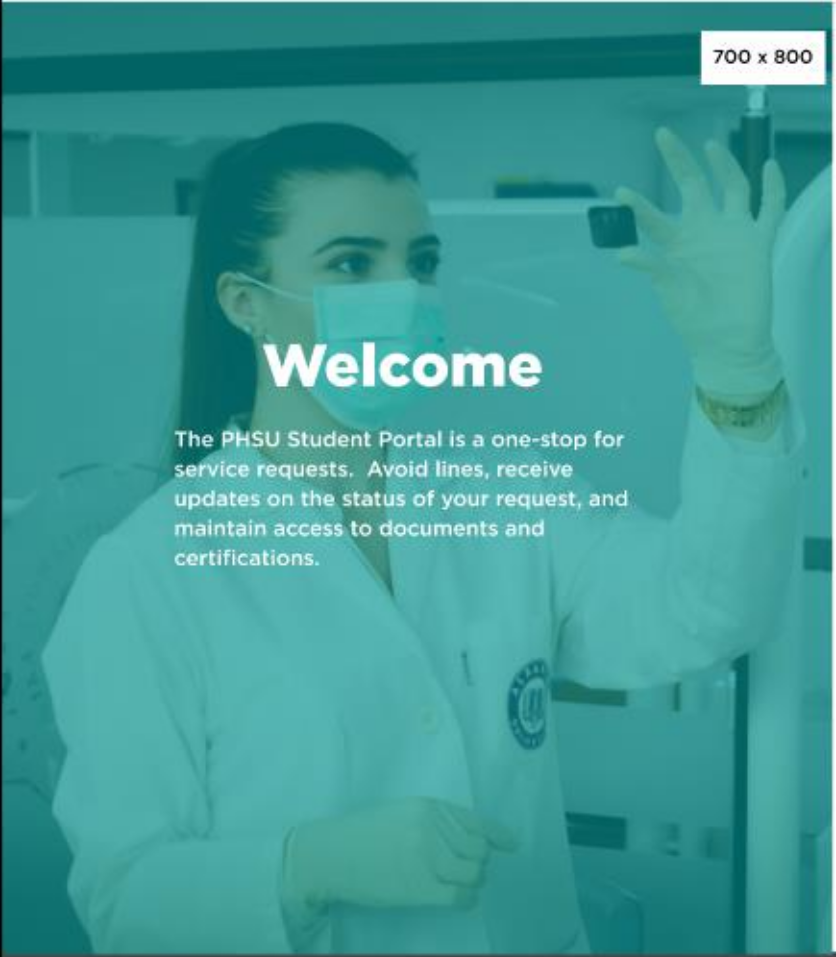 700 x 800
Welcome
The PHSU Student Portal is a one-stop for
service requests.  Avoid lines, receive
updates on the status of your request, and
maintain access to documents and
certifications.